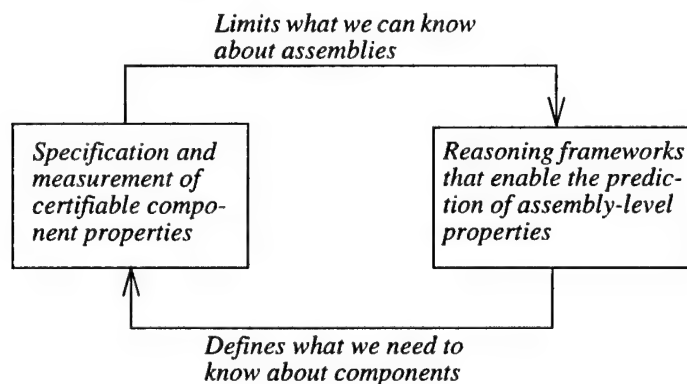 Limits what we can know
about assemblies
Specification and
measurement of
certifiable compo-
nent properties
Reasoning frameworks
that enable the predic-
tion of assembly-level
properties
Defines what we need to
know about components